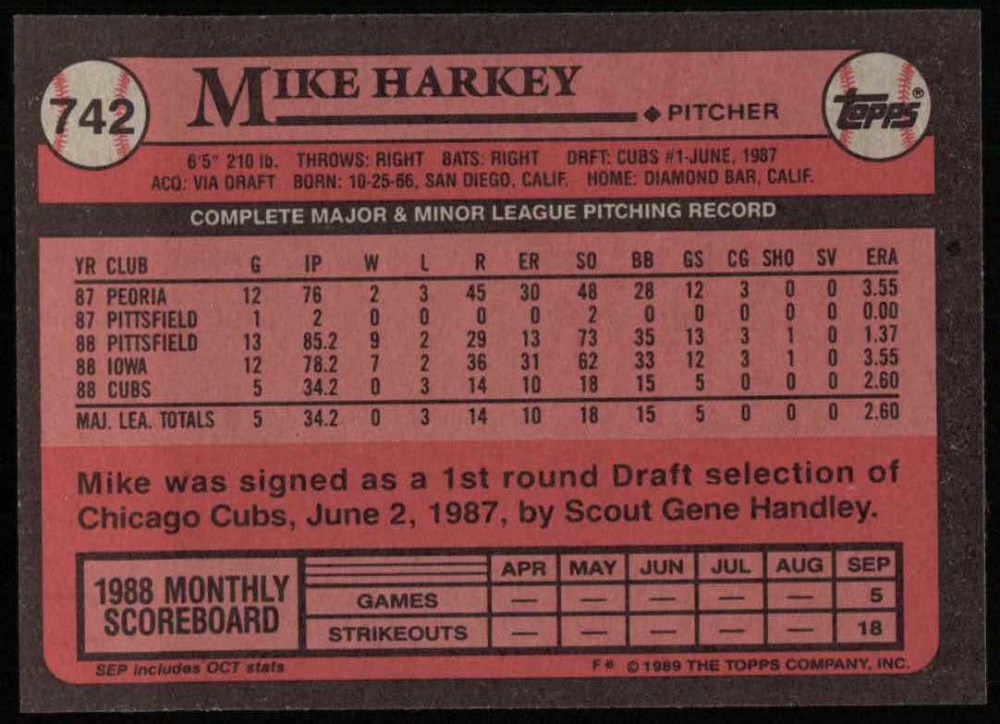 742
MIKE HARKEY
◆ PITCHER
Topps®
6'5" 210 lb. THROWS: RIGHT BATS: RIGHT DRFT: CUBS #1-JUNE, 1987
ACQ: VIA DRAFT BORN: 10-25-66, SAN DIEGO, CALIF. HOME: DIAMOND BAR, CALIF.
COMPLETE MAJOR & MINOR LEAGUE PITCHING RECORD
YR CLUB G IP W L R ER SO BB GS CG SHO SV ERA
87 PEORIA 12 76 2 3 45 30 48 28 12 3 0 0 3.55
87 PITTSFIELD 1 2 0 0 0 0 2 0 0 0 0 0 0.00
88 PITTSFIELD 13 85.2 9 2 29 13 73 35 13 3 1 0 1.37
88 IOWA 12 78.2 7 2 36 31 62 33 12 3 1 0 3.55
88 CUBS 5 34.2 0 3 14 10 18 15 5 0 0 0 2.60
MAJ. LEA. TOTALS 5 34.2 0 3 14 10 18 15 5 0 0 0 2.60
Mike was signed as a 1st round Draft selection of
Chicago Cubs, June 2, 1987, by Scout Gene Handley.
1988 MONTHLY
SCOREBOARD
APR MAY JUN JUL AUG SEP
GAMES — — — — — 5
STRIKEOUTS — — — — — 18
SEP includes OCT stats
F# © 1989 THE TOPPS COMPANY, INC.